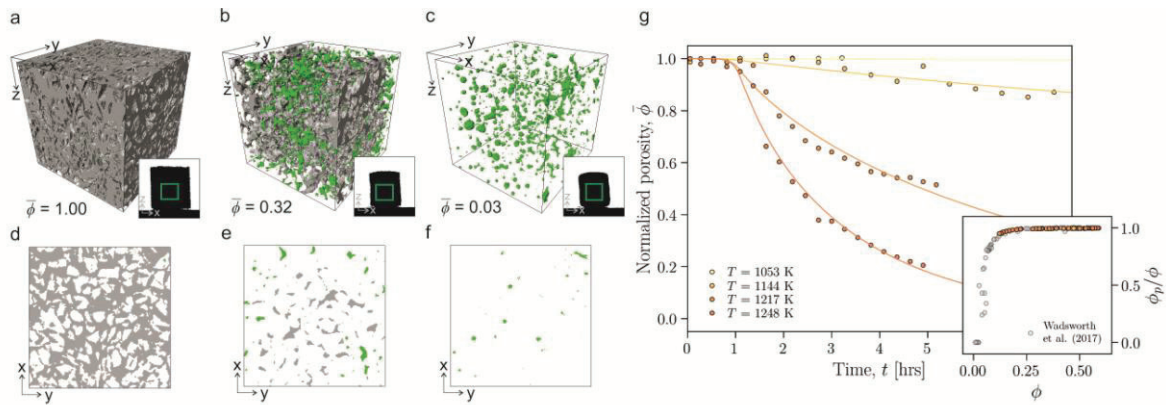 a
b
c
g
y
x
z
y
x
z
y
x
z
x
x
x
ϕ̄ = 1.00
ϕ̄ = 0.32
ϕ̄ = 0.03
d
e
f
x
y
x
y
x
y
Normalized porosity, ϕ̄
1.0
0.8
0.6
0.4
0.2
0.0
T = 1053 K
T = 1144 K
T = 1217 K
T = 1248 K
0
1
2
3
4
5
Time, t [hrs]
Wadsworth
et al. (2017)
1.0
0.5
0.0
ϕp/ϕ
0.00
0.25
0.50
ϕ